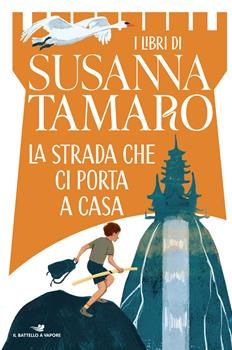 I LIBRI DI
SUSANNA
TAMARO
LA STRADA CHE
CI PORTA
A CASA
IL BATTELLO A VAPORE